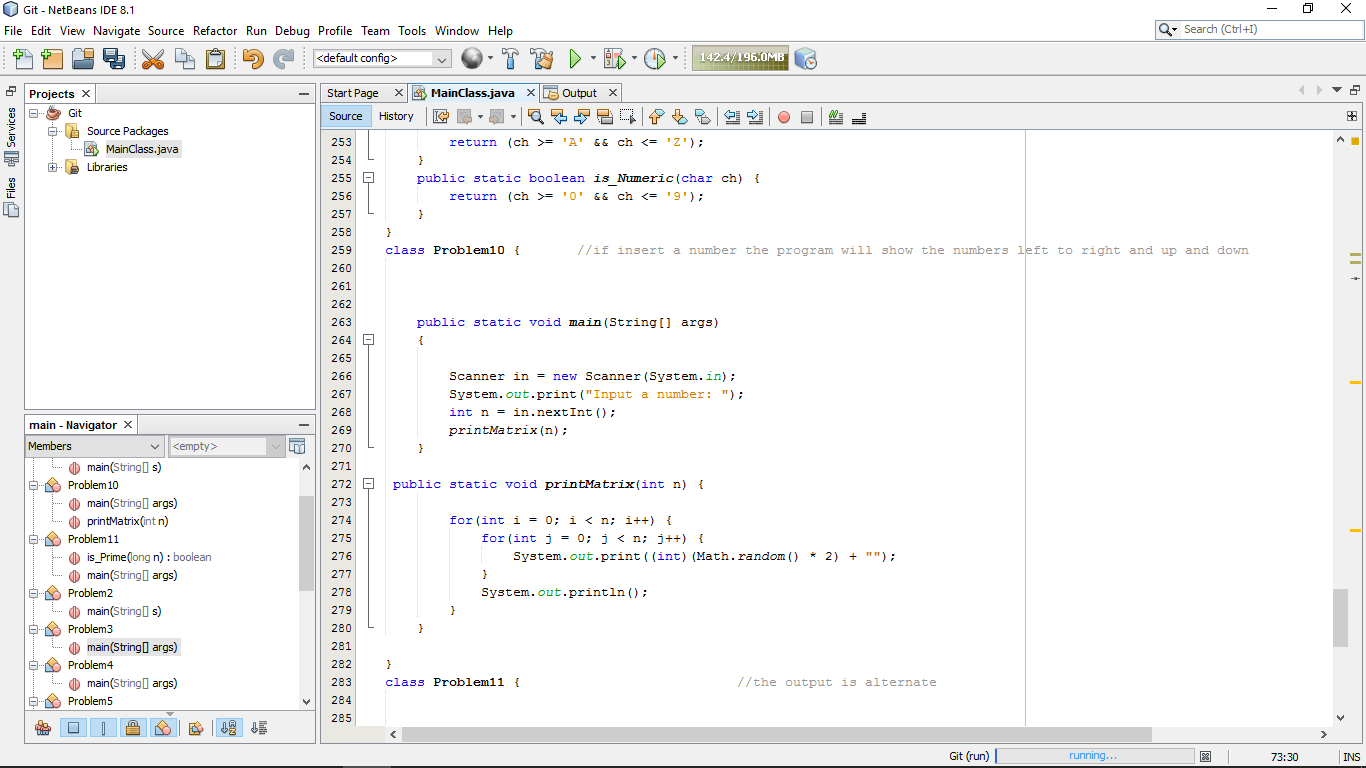 Git - NetBeans IDE 8.1
File Edit View Navigate Source Refactor Run Debug Profile Team Tools Window Help
Search (Ctrl+I)
<default config>
142.4/196.0MB
Services
Files
Projects
Git
Source Packages
MainClass.java
Libraries
main - Navigator
Members
<empty>
main(String[] s)
Problem10
main(String[] args)
printMatrix(int n)
Problem11
is_Prime(long n) : boolean
main(String[] args)
Problem2
main(String[] s)
Problem3
main(String[] args)
Problem4
main(String[] args)
Problem5
Start Page MainClass.java Output
Source History
253 return (ch >= 'A' && ch <= 'Z');
254 }
255 public static boolean is_Numeric(char ch) {
256 return (ch >= '0' && ch <= '9');
257 }
258 }
259 class Problem10 { //if insert a number the program will show the numbers left to right and up and down
260
261
262
263 public static void main(String[] args)
264 {
265
266 Scanner in = new Scanner(System.in);
267 System.out.print("Input a number: ");
268 int n = in.nextInt();
269 printMatrix(n);
270 }
271
272 public static void printMatrix(int n) {
273
274 for(int i = 0; i < n; i++) {
275 for(int j = 0; j < n; j++) {
276 System.out.print((int)(Math.random() * 2) + "");
277 }
278 System.out.println();
279 }
280 }
281
282 }
283 class Problem11 { //the output is alternate
284
285
Git (run) running... 73:30 INS